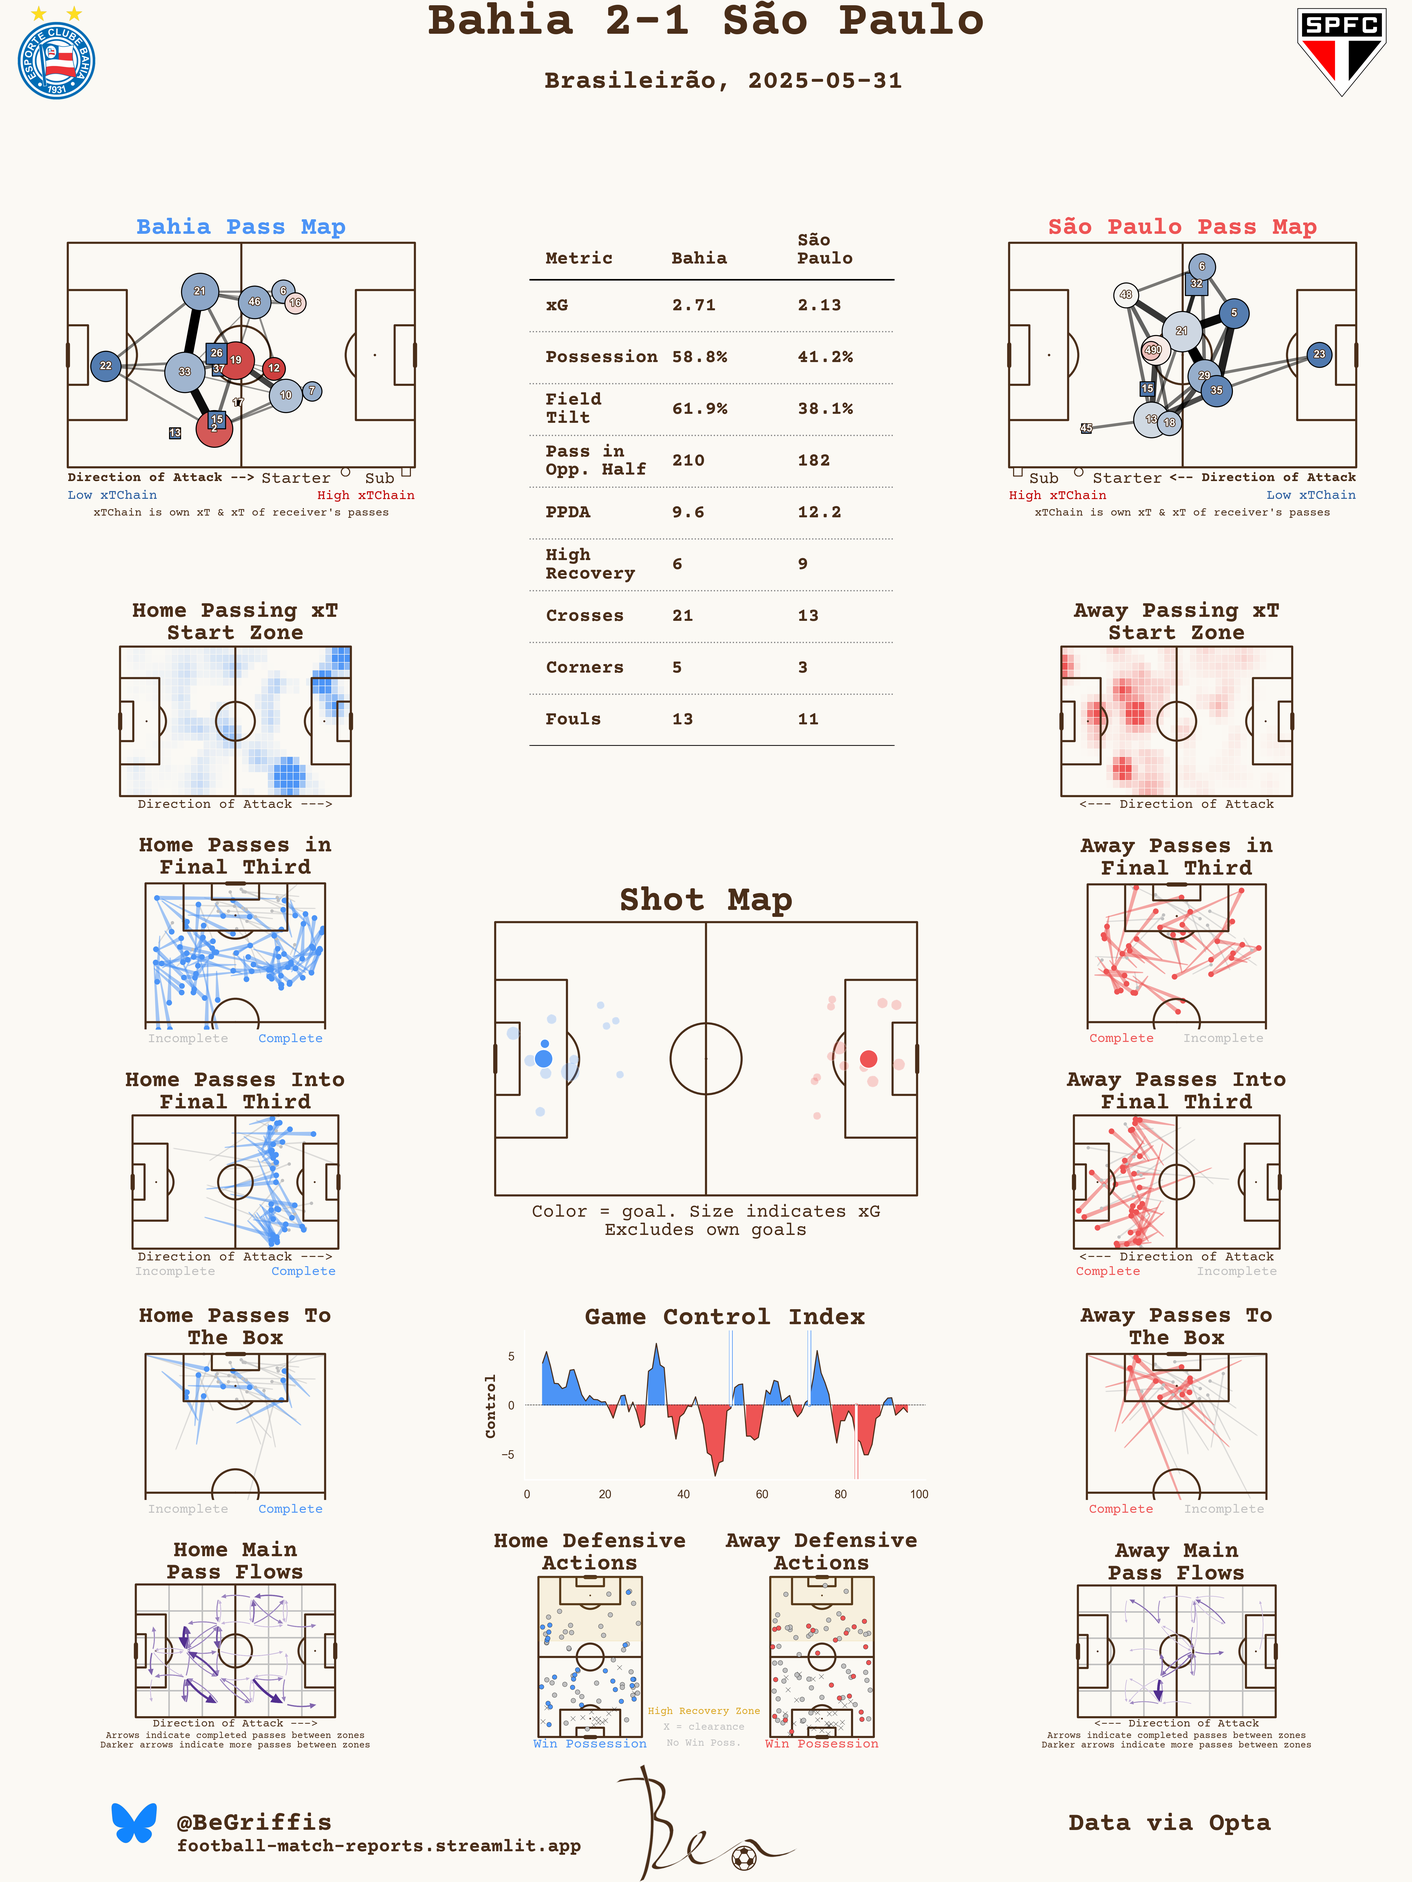 Bahia 2-1 São Paulo
Brasileirão, 2025-05-31
ESPORTE CLUBE BAHIA
1931
SPFC
Bahia Pass Map
21
46
6
16
22
33
26
37
19
12
10
7
17
15
2
13
Direction of Attack --> Starter Sub
Low xTChain High xTChain
xTChain is own xT & xT of receiver's passes
Metric Bahia São Paulo
xG 2.71 2.13
Possession 58.8% 41.2%
Field Tilt 61.9% 38.1%
Pass in Opp. Half 210 182
PPDA 9.6 12.2
High Recovery 6 9
Crosses 21 13
Corners 5 3
Fouls 13 11
São Paulo Pass Map
6
32
48
5
21
23
29
15
35
13
18
45
Sub Starter <-- Direction of Attack
High xTChain Low xTChain
xTChain is own xT & xT of receiver's passes
Home Passing xT
Start Zone
Direction of Attack --->
Away Passing xT
Start Zone
<--- Direction of Attack
Home Passes in
Final Third
Incomplete Complete
Away Passes in
Final Third
Complete Incomplete
Shot Map
Color = goal. Size indicates xG
Excludes own goals
Home Passes Into
Final Third
Direction of Attack --->
Incomplete Complete
Away Passes Into
Final Third
<--- Direction of Attack
Complete Incomplete
Home Passes To
The Box
Incomplete Complete
Game Control Index
Control
5
0
−5
0 20 40 60 80 100
Away Passes To
The Box
Complete Incomplete
Home Main
Pass Flows
Direction of Attack --->
Arrows indicate completed passes between zones
Darker arrows indicate more passes between zones
Home Defensive
Actions
Win Possession
Away Defensive
Actions
Win Possession
High Recovery Zone
X = clearance
No Win Poss.
Away Main
Pass Flows
<--- Direction of Attack
Arrows indicate completed passes between zones
Darker arrows indicate more passes between zones
@BeGriffis
football-match-reports.streamlit.app
Ben
Data via Opta